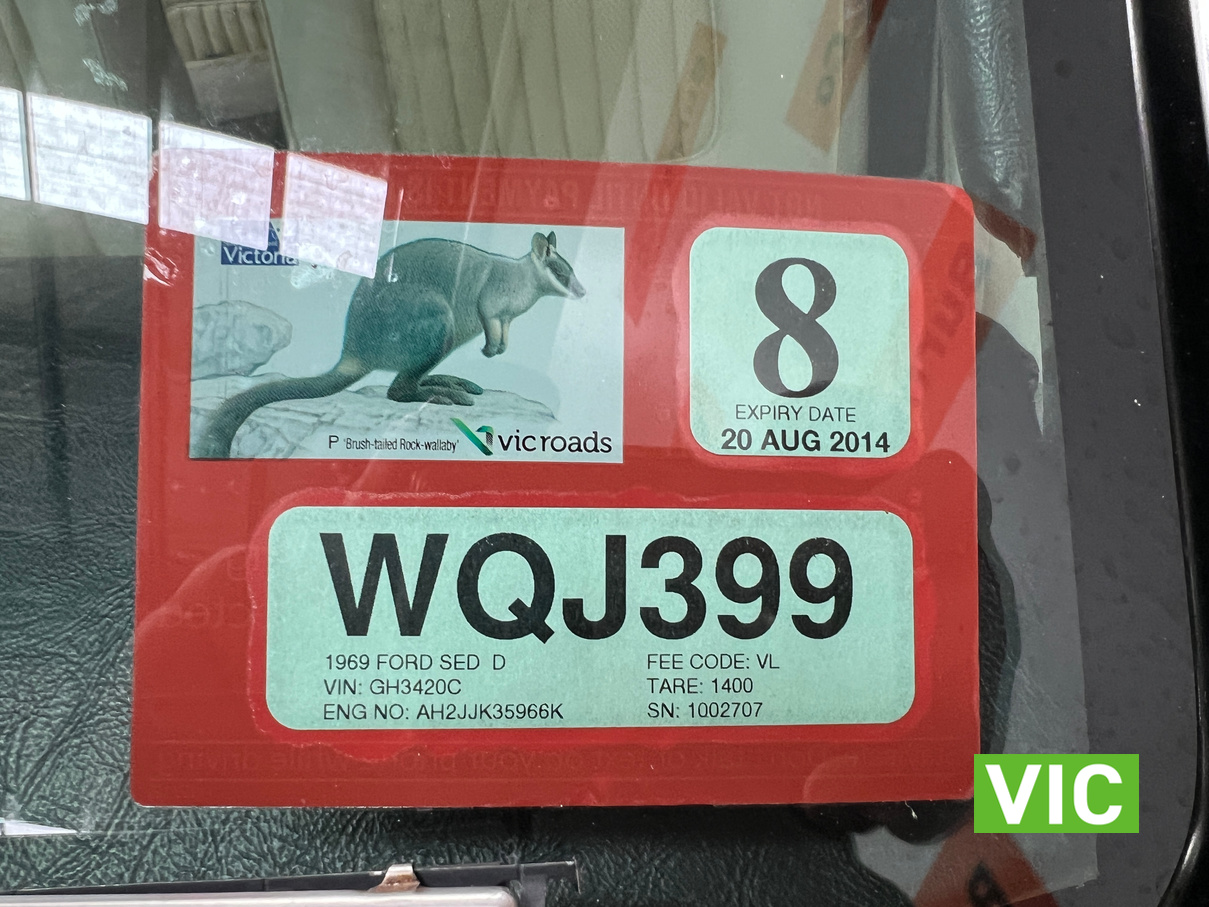 Victoria
8
EXPIRY DATE
20 AUG 2014
P 'Brush-tailed Rock-wallaby'
vicroads
WQJ399
1969 FORD SED D
FEE CODE: VL
VIN: GH3420C
TARE: 1400
ENG NO: AH2JJK35966K
SN: 1002707
VIC